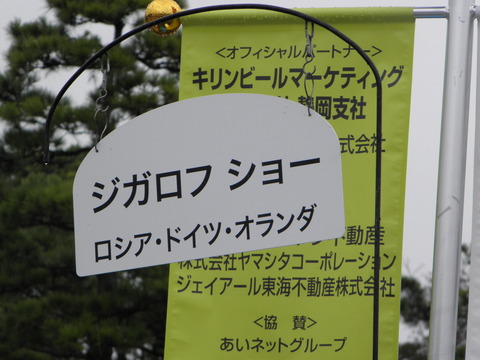 <オフィシャルパートナー>
キリンビールマーケティング
静岡支社
式会社
ジガロフ ショー
ロシア・ドイツ・オランダ
不動産
株式会社ヤマシタコーポレーション
ジェイアール東海不動産株式会社
<協 賛>
あいネットグループ